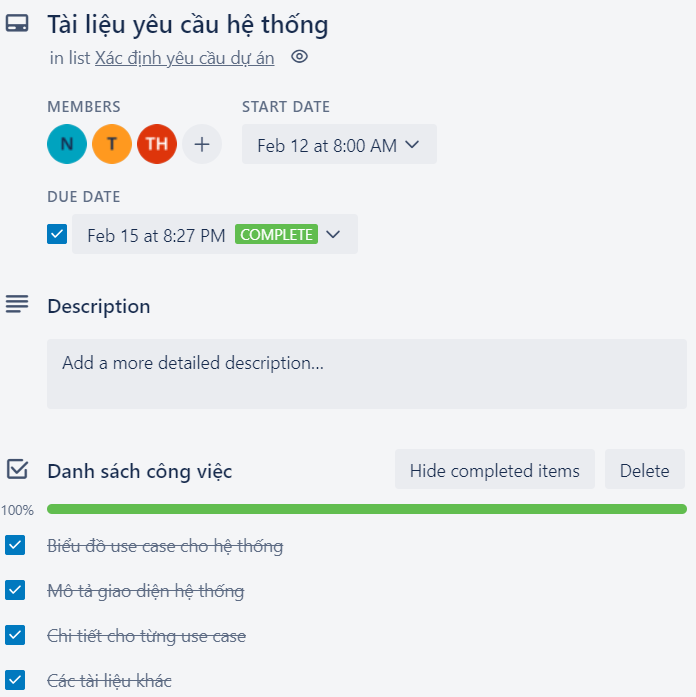 Tài liệu yêu cầu hệ thống
in list Xác định yêu cầu dự án
MEMBERS
START DATE
N T TH +
Feb 12 at 8:00 AM
DUE DATE
Feb 15 at 8:27 PM COMPLETE
Description
Add a more detailed description…
Danh sách công việc
Hide completed items
Delete
100%
Biểu đồ use case cho hệ thống
Mô tả giao diện hệ thống
Chi tiết cho từng use case
Các tài liệu khác